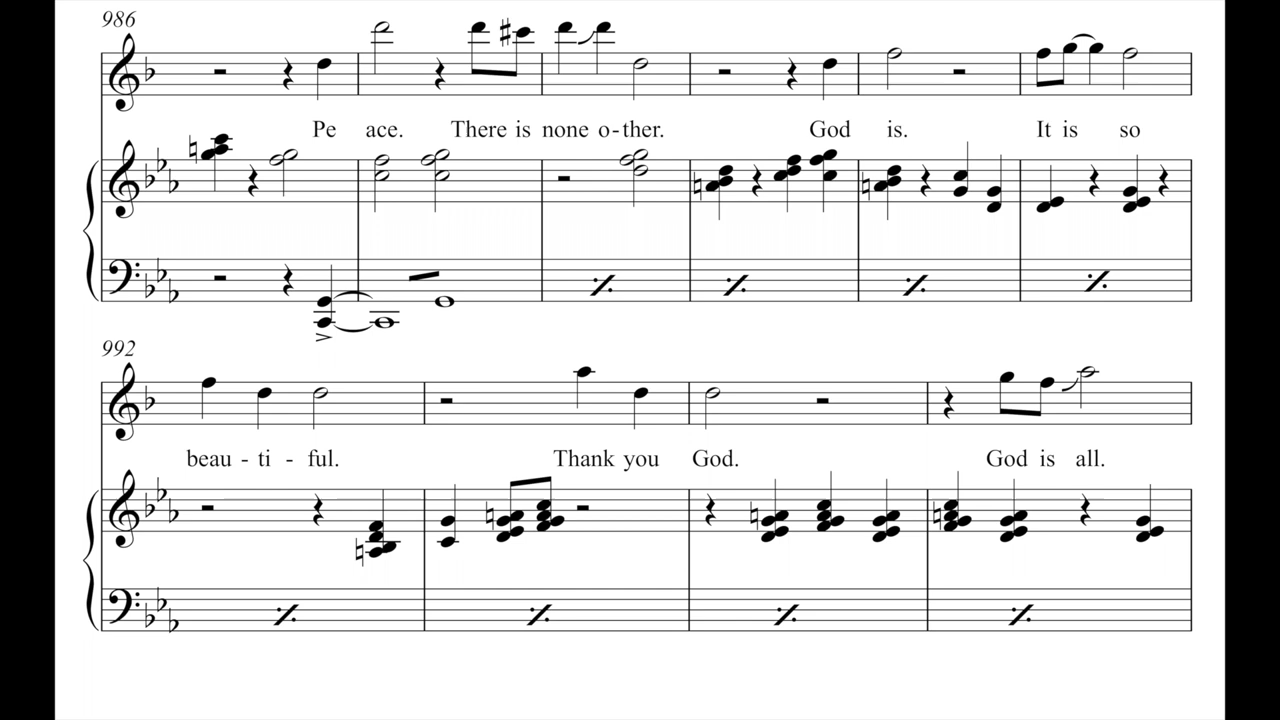 986
Pe ace. There is none o-ther. God is. It is so
992
beau - ti - ful. Thank you God. God is all.